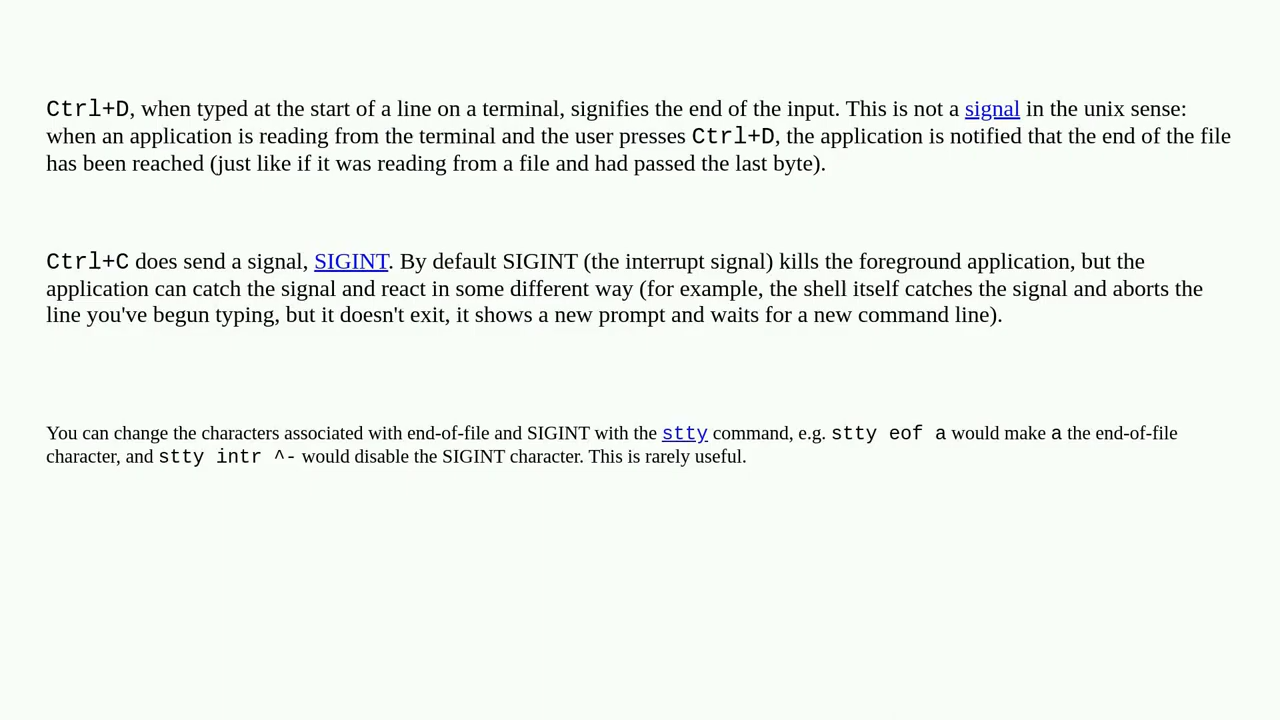 Ctrl+D, when typed at the start of a line on a terminal, signifies the end of the input. This is not a signal in the unix sense:
when an application is reading from the terminal and the user presses Ctrl+D, the application is notified that the end of the file
has been reached (just like if it was reading from a file and had passed the last byte).
Ctrl+C does send a signal, SIGINT. By default SIGINT (the interrupt signal) kills the foreground application, but the
application can catch the signal and react in some different way (for example, the shell itself catches the signal and aborts the
line you've begun typing, but it doesn't exit, it shows a new prompt and waits for a new command line).
You can change the characters associated with end-of-file and SIGINT with the stty command, e.g. stty eof a would make a the end-of-file
character, and stty intr ^- would disable the SIGINT character. This is rarely useful.